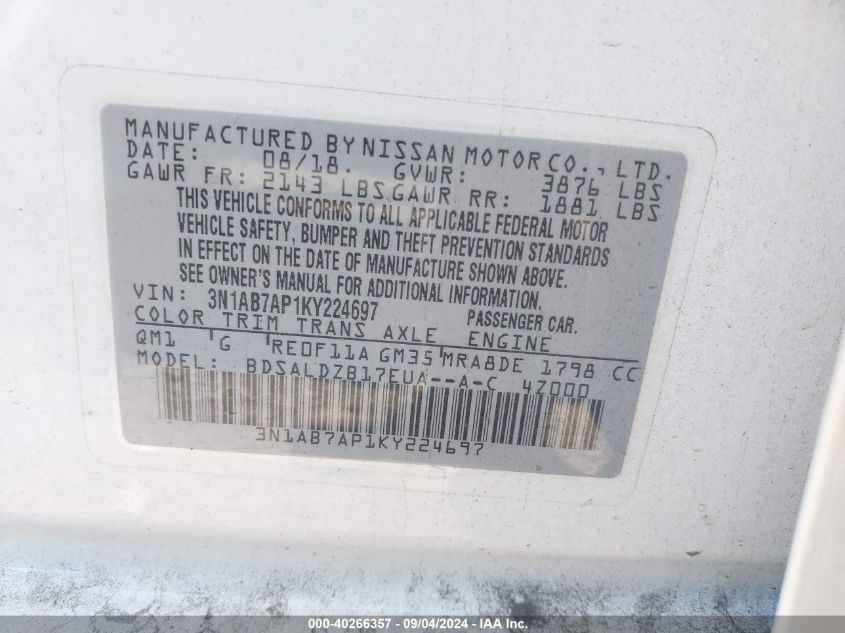 MANUFACTURED BY NISSAN MOTOR CO., LTD.
DATE: 08/18. GVWR: 3876 LBS
GAWR FR: 2143 LBS GAWR RR: 1881 LBS
THIS VEHICLE CONFORMS TO ALL APPLICABLE FEDERAL MOTOR
VEHICLE SAFETY, BUMPER AND THEFT PREVENTION STANDARDS
IN EFFECT ON THE DATE OF MANUFACTURE SHOWN ABOVE.
SEE OWNER'S MANUAL FOR ADDITIONAL INFORMATION.
VIN: 3N1AB7AP1KY224697 PASSENGER CAR.
COLOR TRIM TRANS AXLE ENGINE
QM1 G RE0F11A GM35 MRA8DE 1798 CC
MODEL: BDSALDZB17EUA--A-C 4Z000
3N1AB7AP1KY224697
000-40266357 - 09/04/2024 - IAAI.COM